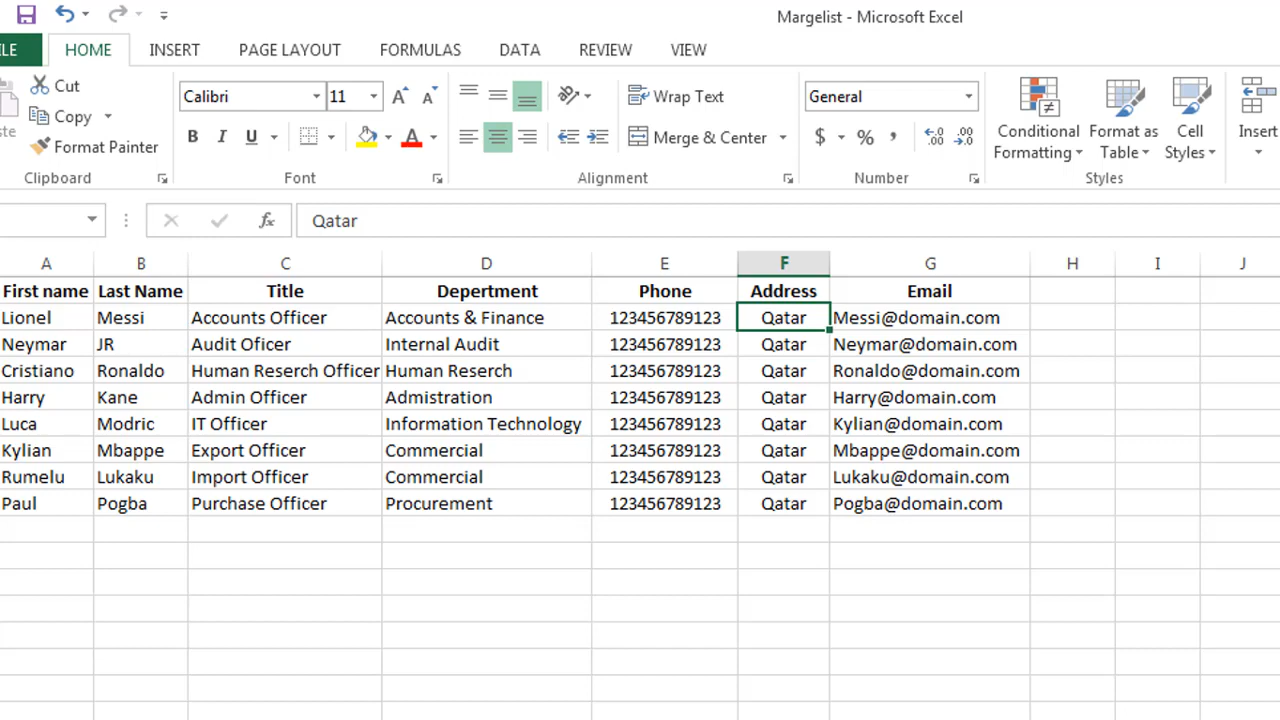 Margelist - Microsoft Excel
HOME INSERT PAGE LAYOUT FORMULAS DATA REVIEW VIEW
Cut
Copy
Format Painter
Clipboard
Calibri 11
B I U A
Font
Wrap Text
Merge & Center
Alignment
General
$ % ,
Number
Conditional Formatting
Format as Table
Cell Styles
Styles
Insert
fx Qatar
A B C D E F G H I J
First name Last Name Title Depertment Phone Address Email
Lionel Messi Accounts Officer Accounts & Finance 123456789123 Qatar Messi@domain.com
Neymar JR Audit Oficer Internal Audit 123456789123 Qatar Neymar@domain.com
Cristiano Ronaldo Human Reserch Officer Human Reserch 123456789123 Qatar Ronaldo@domain.com
Harry Kane Admin Officer Admistration 123456789123 Qatar Harry@domain.com
Luca Modric IT Officer Information Technology 123456789123 Qatar Kylian@domain.com
Kylian Mbappe Export Officer Commercial 123456789123 Qatar Mbappe@domain.com
Rumelu Lukaku Import Officer Commercial 123456789123 Qatar Lukaku@domain.com
Paul Pogba Purchase Officer Procurement 123456789123 Qatar Pogba@domain.com